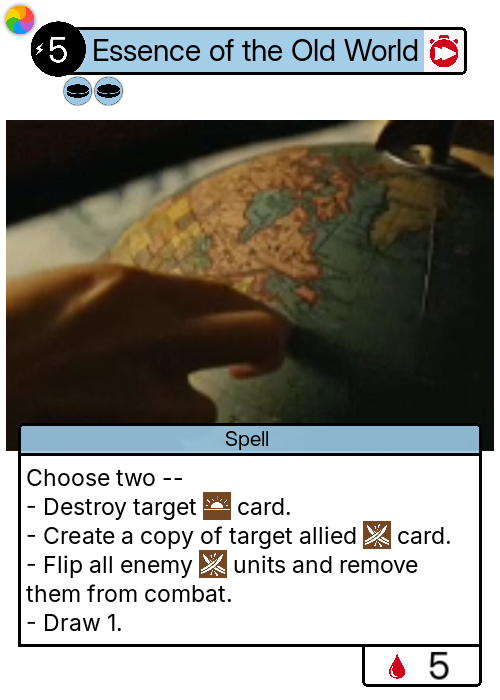 5 Essence of the Old World
Spell
Choose two --
- Destroy target card.
- Create a copy of target allied card.
- Flip all enemy units and remove
them from combat.
- Draw 1.
5